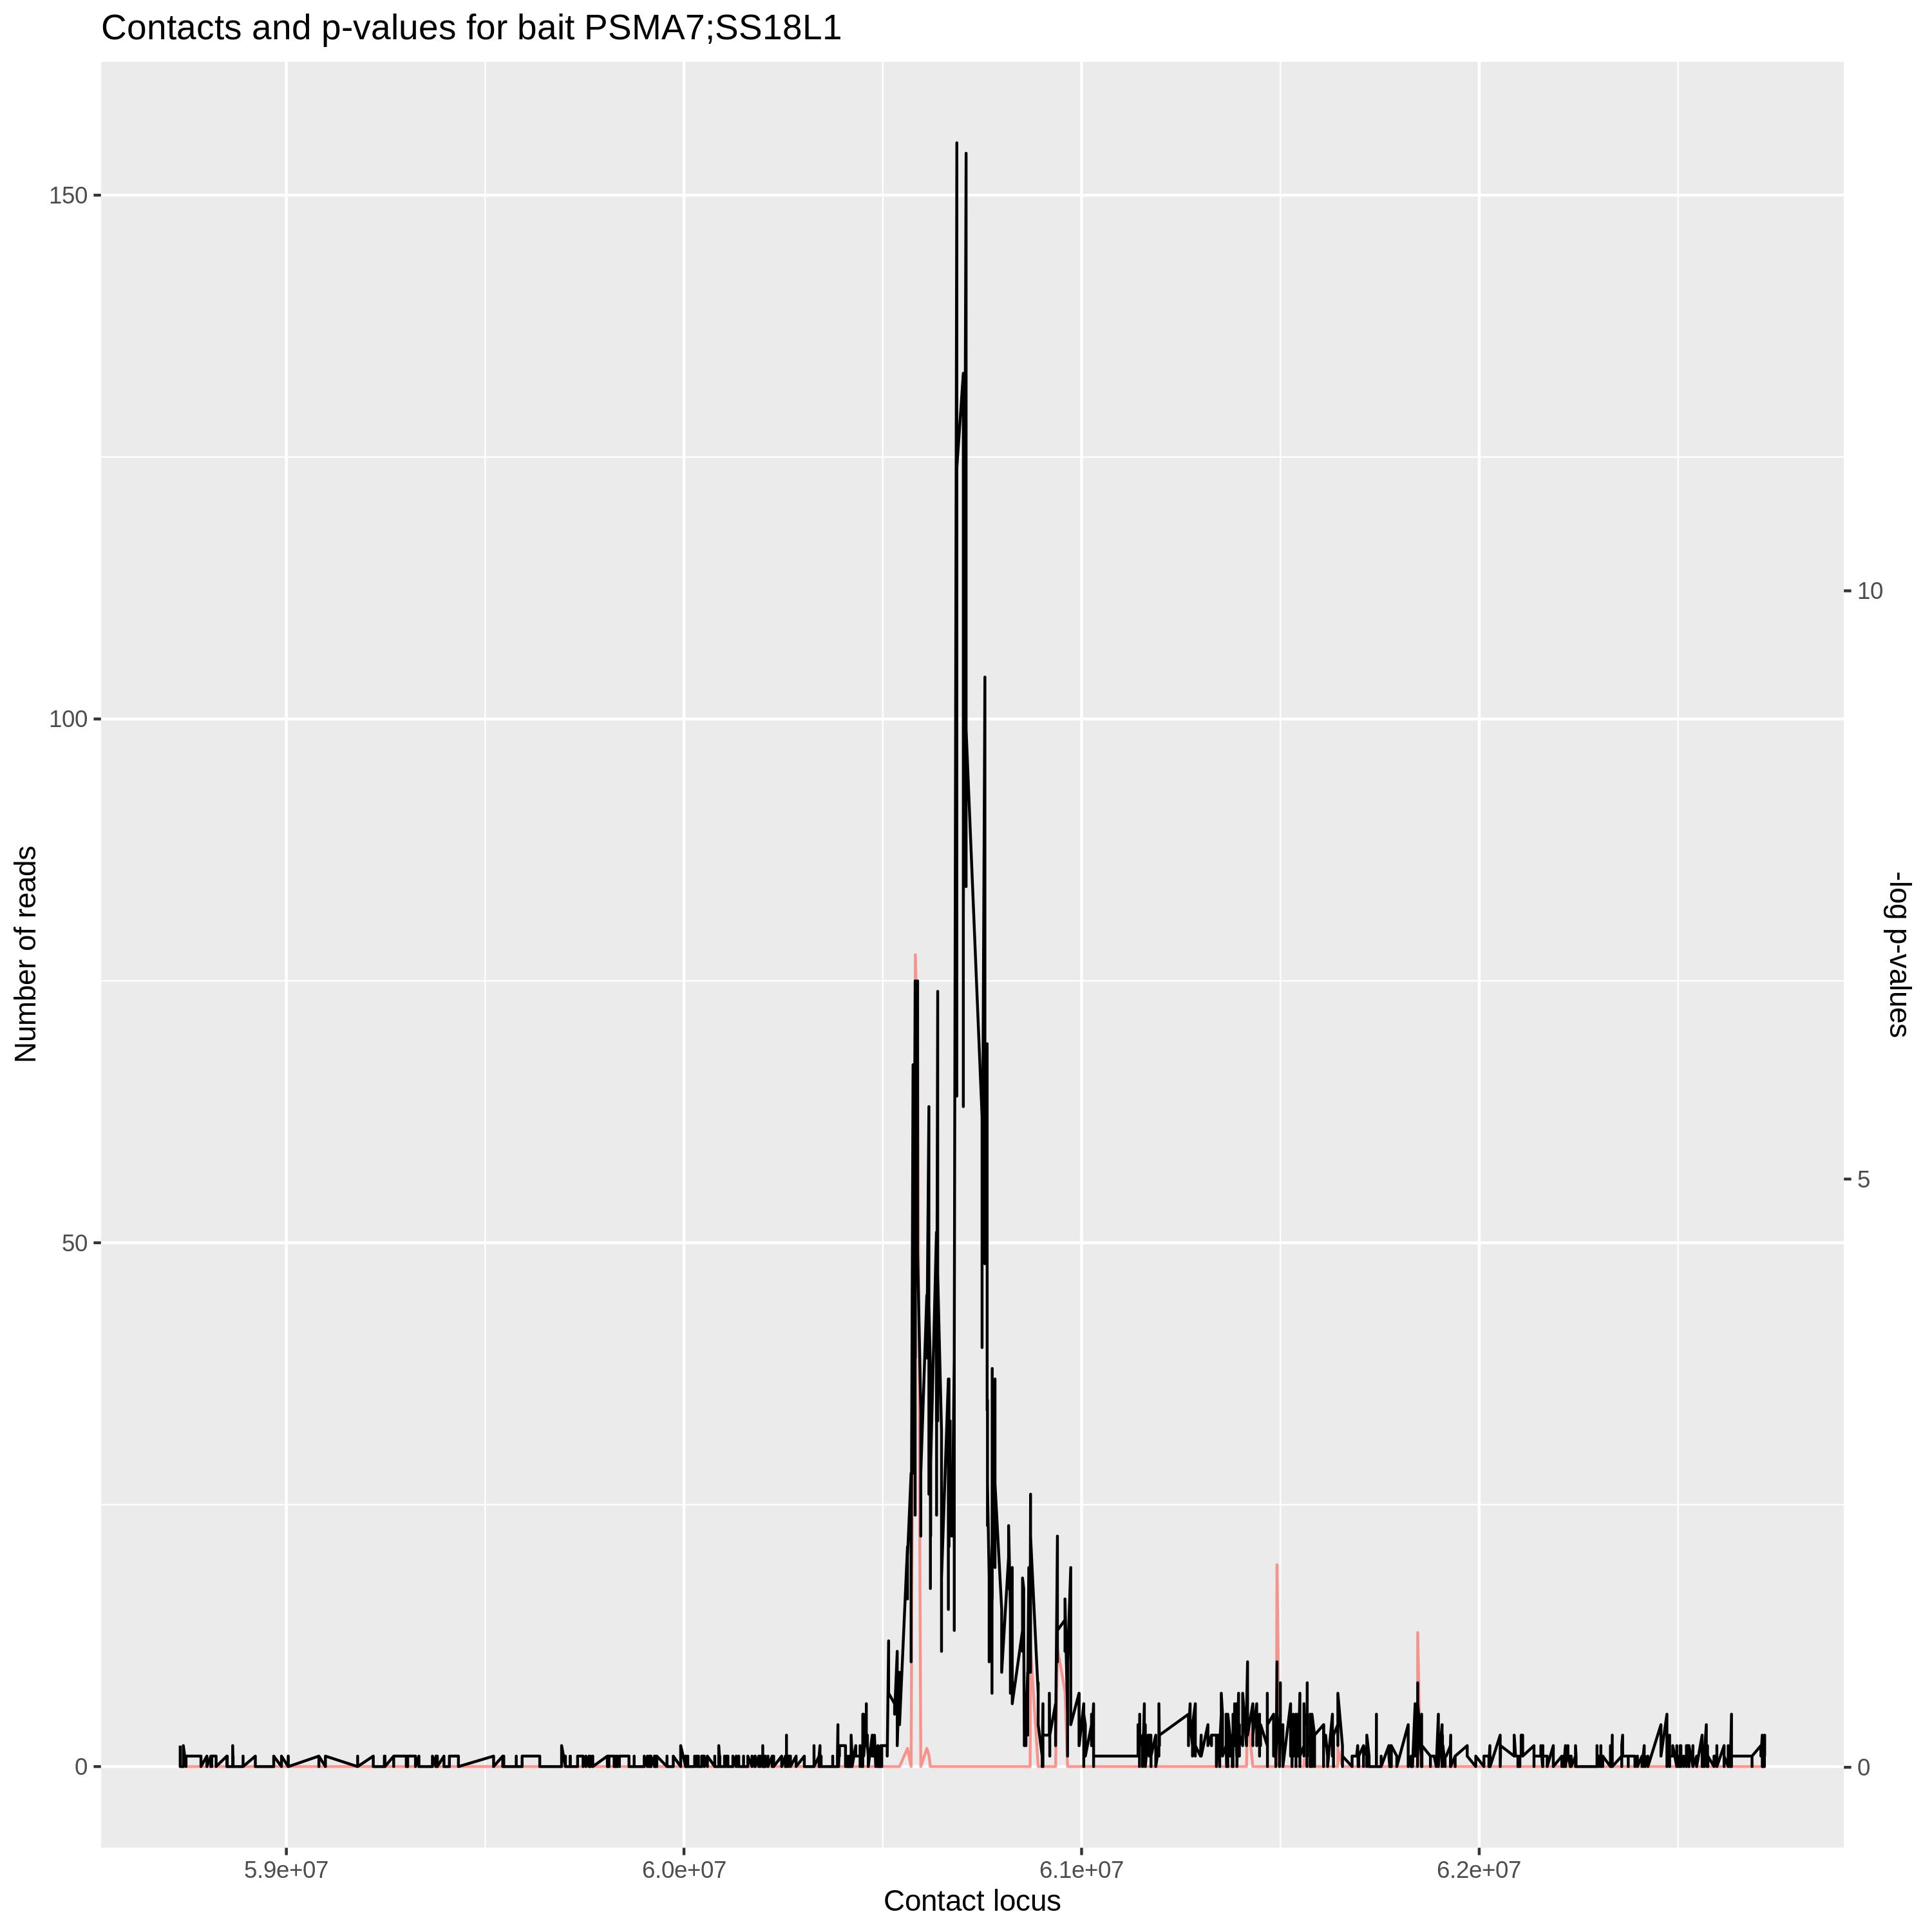 Contacts and p-values for bait PSMA7;SS18L1
150
100
50
0
Number of reads
10
5
0
-log p-values
5.9e+07
6.0e+07
6.1e+07
6.2e+07
Contact locus